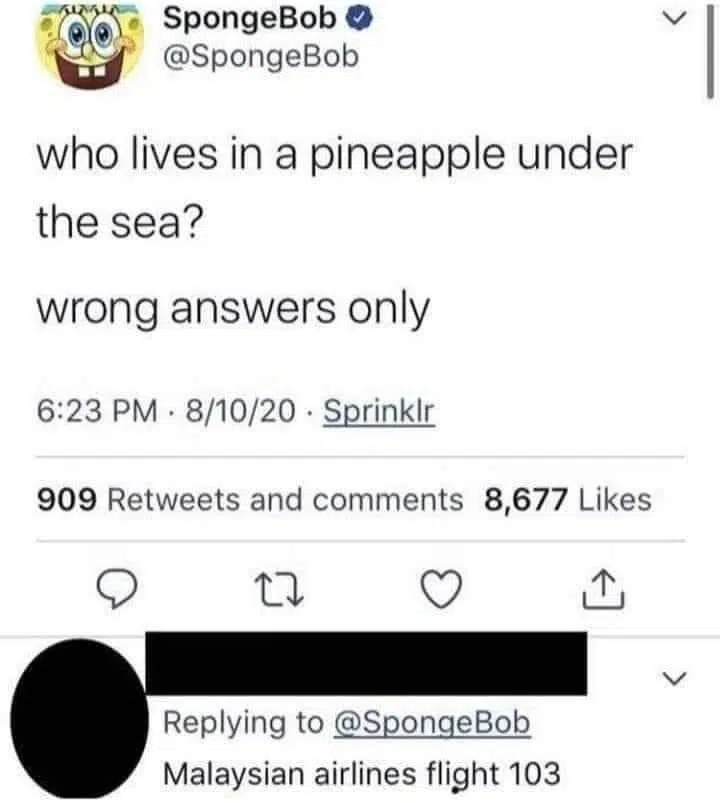 SpongeBob
@SpongeBob
who lives in a pineapple under
the sea?
wrong answers only
6:23 PM · 8/10/20 · Sprinklr
909 Retweets and comments 8,677 Likes
Replying to @SpongeBob
Malaysian airlines flight 103